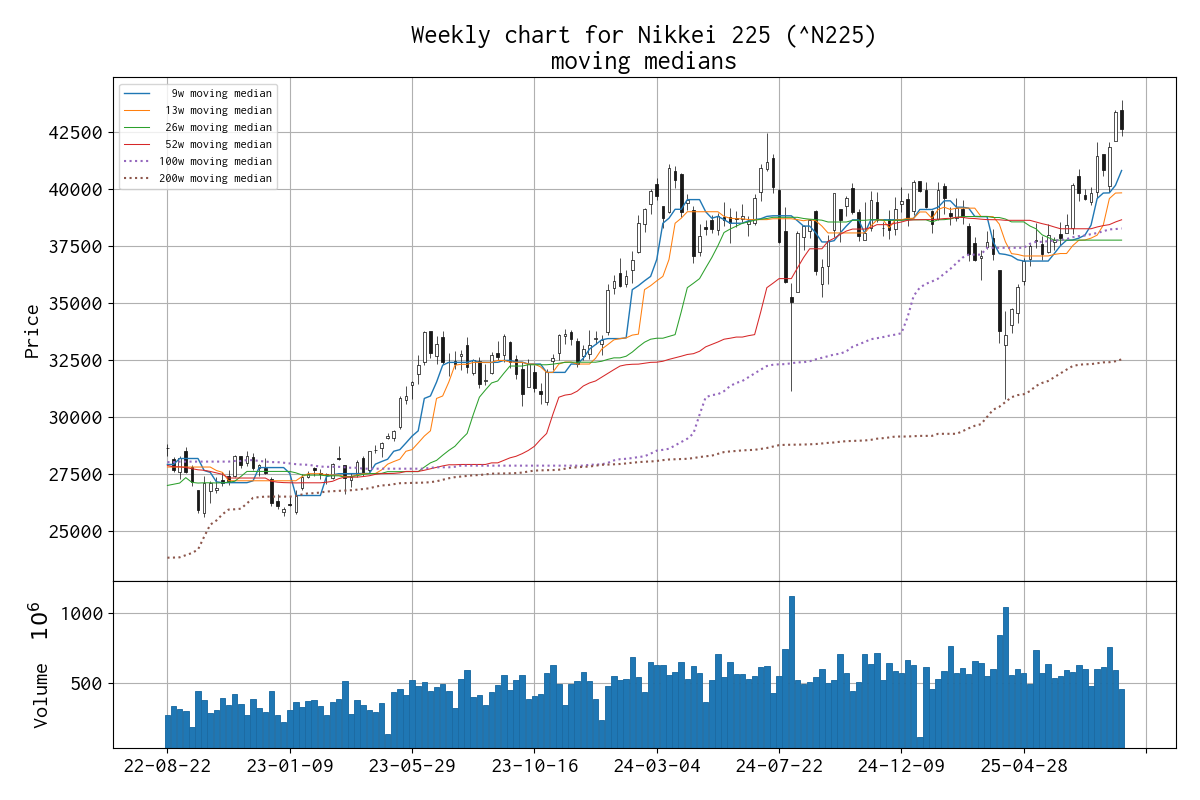 Weekly chart for Nikkei 225 (^N225)
moving medians
9w moving median
13w moving median
26w moving median
52w moving median
100w moving median
200w moving median
Price
42500
40000
37500
35000
32500
30000
27500
25000
Volume 10^6
1000
500
22-08-22 23-01-09 23-05-29 23-10-16 24-03-04 24-07-22 24-12-09 25-04-28